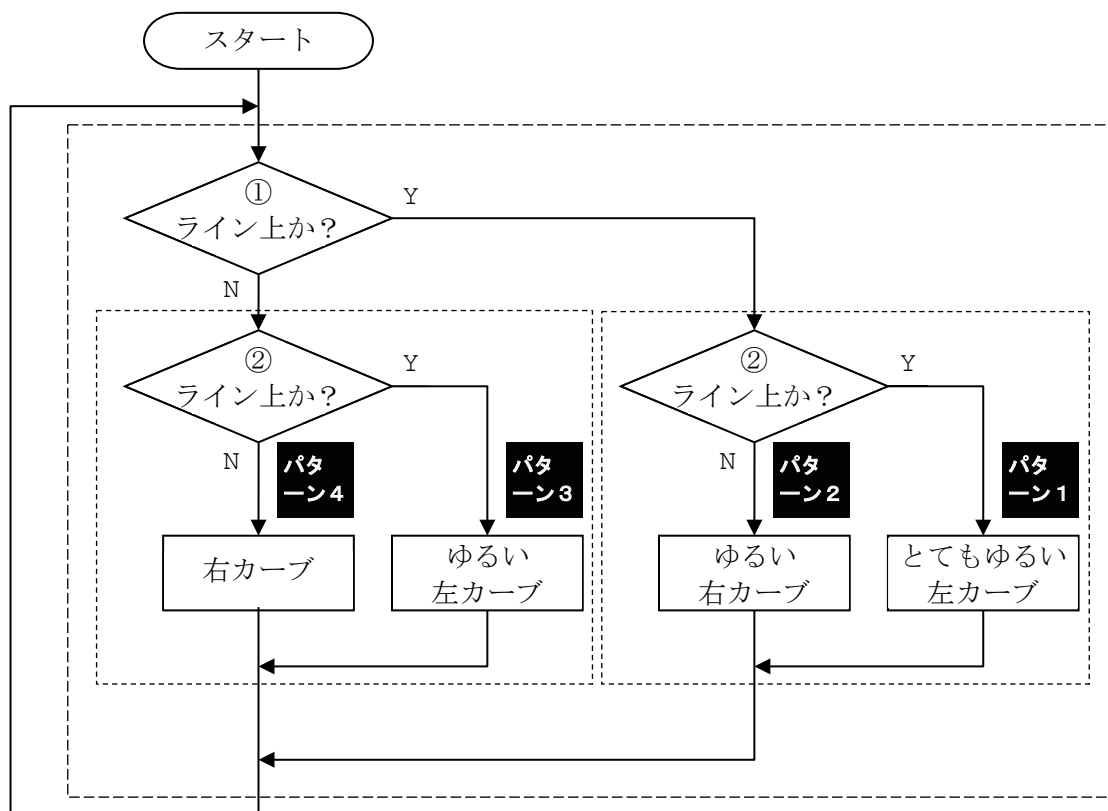 スタート
①
ライン上か？
Y
N
②
ライン上か？
Y
N
②
ライン上か？
Y
N
パタ
ーン４
パタ
ーン３
パタ
ーン２
パタ
ーン１
右カーブ
ゆるい
左カーブ
ゆるい
右カーブ
とてもゆるい
左カーブ